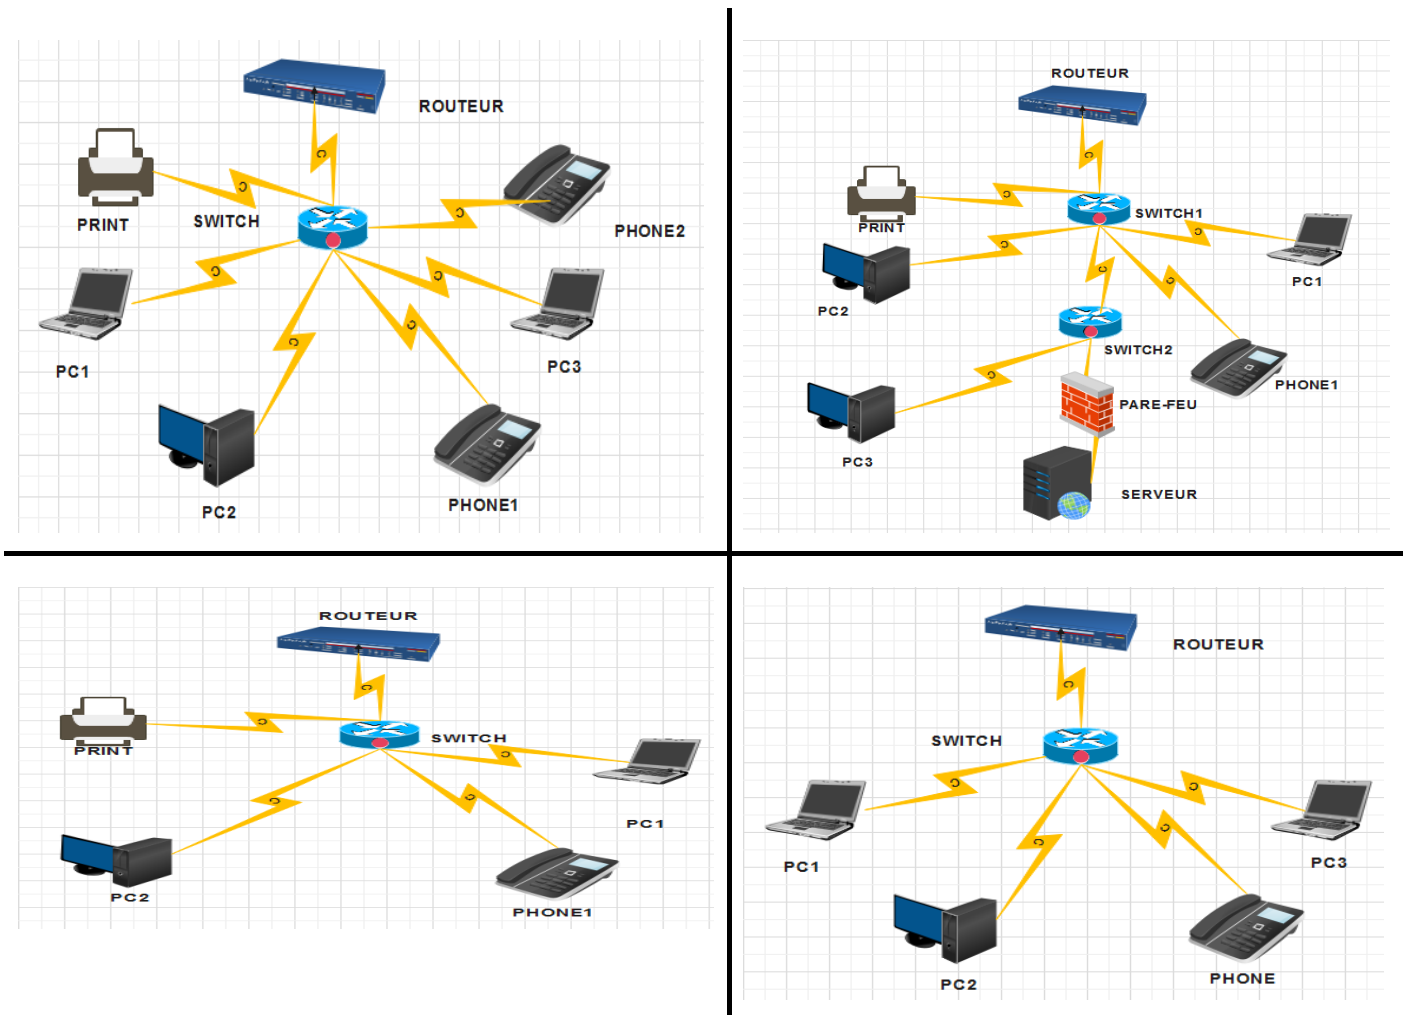 ROUTEUR
PRINT
SWITCH
PHONE2
PC1
PC3
PC2
PHONE1
ROUTEUR
PRINT
SWITCH1
PC1
PC2
SWITCH2
PHONE1
PARE-FEU
PC3
SERVEUR
ROUTEUR
SWITCH
PRINT
PC1
PC2
PHONE1
ROUTEUR
SWITCH
PC1
PC3
PC2
PHONE